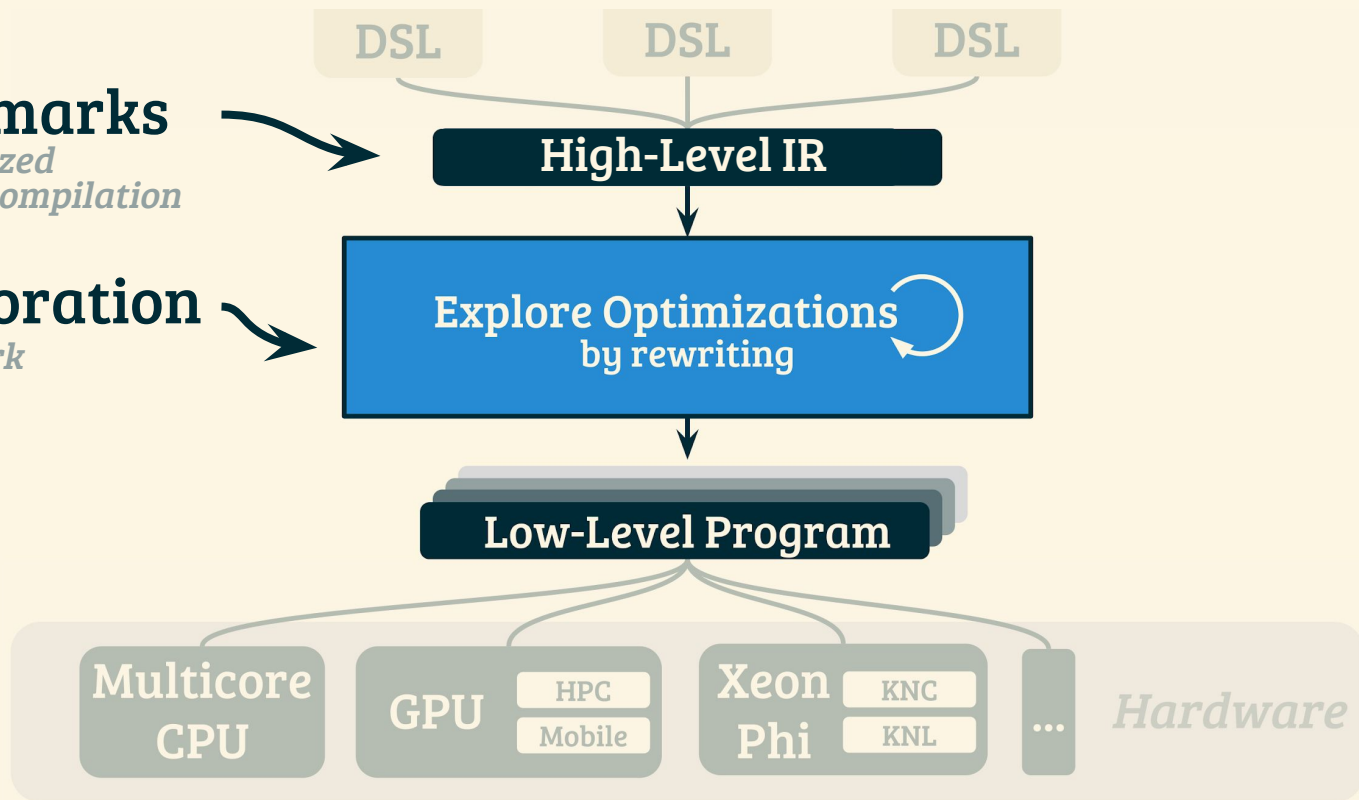 DSL
DSL
DSL
marks
zed
ompilation
High-Level IR
oration
rk
Explore Optimizations
by rewriting
Low-Level Program
Multicore
CPU
GPU
HPC
Mobile
Xeon
Phi
KNC
KNL
...
Hardware